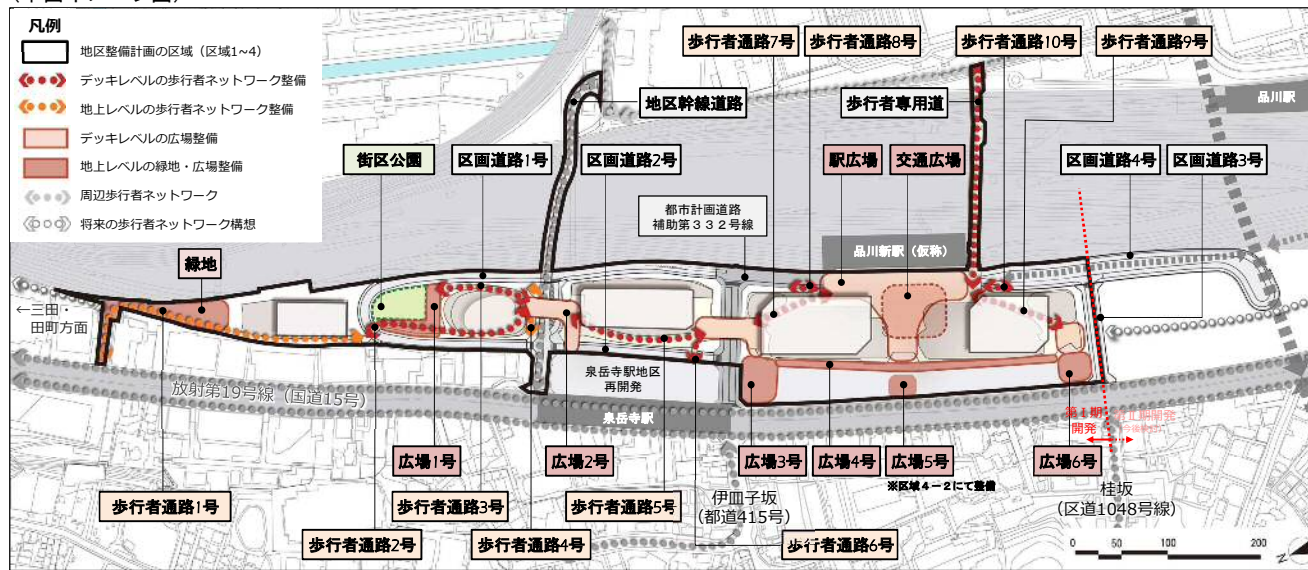 凡例
地区整備計画の区域（区域1~4）
デッキレベルの歩行者ネットワーク整備
地上レベルの歩行者ネットワーク整備
デッキレベルの広場整備
地上レベルの緑地・広場整備
周辺歩行者ネットワーク
将来の歩行者ネットワーク構想
歩行者通路7号
歩行者通路8号
歩行者通路10号
歩行者通路9号
地区幹線道路
歩行者専用道
品川駅
街区公園
区画道路1号
区画道路2号
駅広場
交通広場
区画道路4号
区画道路3号
都市計画道路
補助第３３２号線
品川新駅（仮称）
緑地
←三田・
田町方面
放射第19号線（国道15号）
泉岳寺駅地区
再開発
泉岳寺駅
第Ⅰ期
開発
広場1号
広場2号
広場3号
広場4号
広場5号
広場6号
※区域４－２にて整備
歩行者通路1号
歩行者通路3号
歩行者通路5号
伊皿子坂
（都道415号）
桂坂
（区道1048号線）
歩行者通路2号
歩行者通路4号
歩行者通路6号
0 50 100 200
N